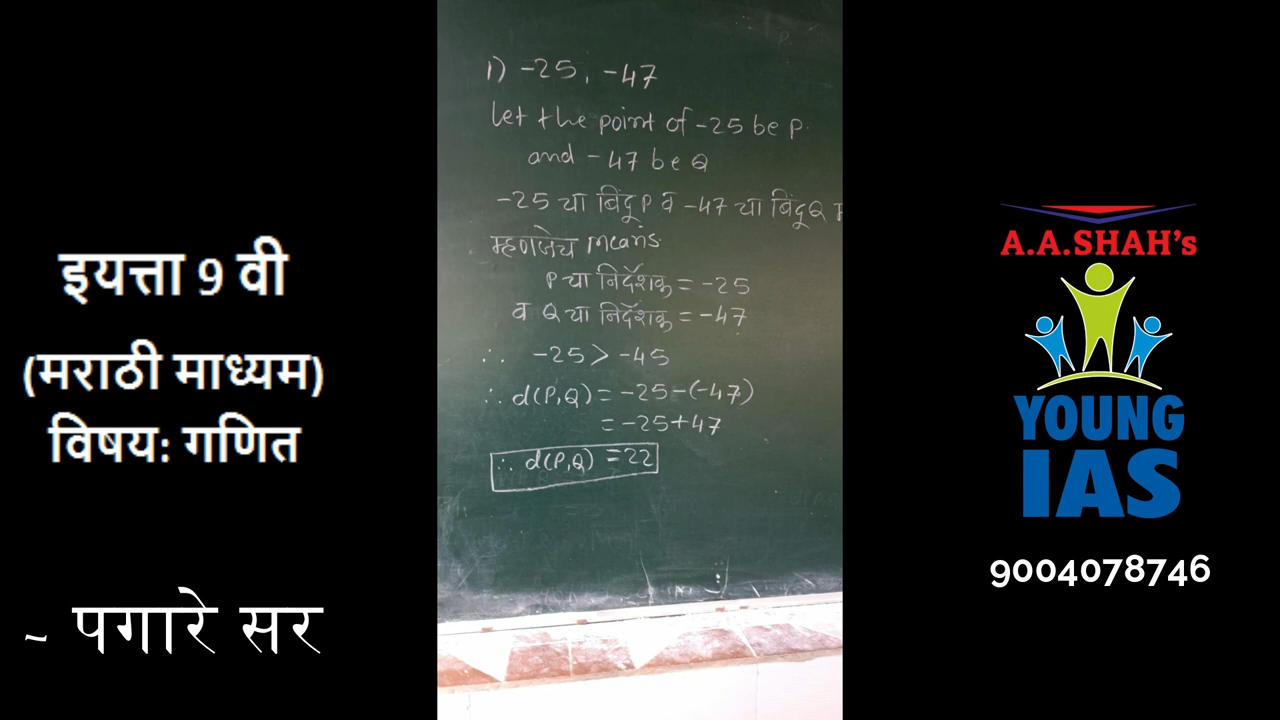 इयत्ता 9 वी
(मराठी माध्यम)
विषय: गणित
~ पगारे सर
1) -25, -47
let the point of -25 be P.
and -47 be Q
-25 चा बिंदू P व -47 चा बिंदू Q
म्हणजेच means
P चा निर्देशक = -25
व Q चा निर्देशक = -47
∴ -25 > -45
∴ d(P,Q) = -25-(-47)
= -25+47
∴ d(P,Q) = 22
A.A.SHAH's
YOUNG
IAS
9004078746